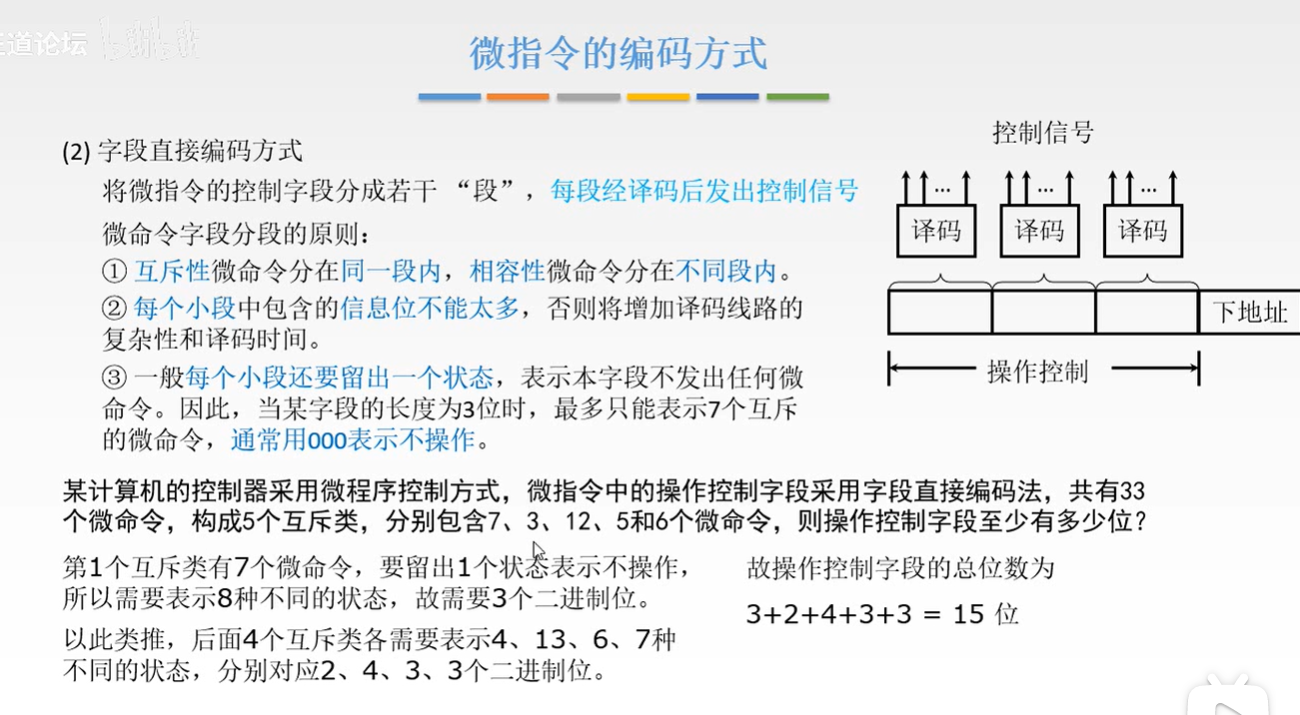 道论坛
微指令的编码方式
(2) 字段直接编码方式
将微指令的控制字段分成若干 “段”，每段经译码后发出控制信号
微命令字段分段的原则：
① 互斥性微命令分在同一段内，相容性微命令分在不同段内。
② 每个小段中包含的信息位不能太多，否则将增加译码线路的
复杂性和译码时间。
③ 一般每个小段还要留出一个状态，表示本字段不发出任何微
命令。因此，当某字段的长度为3位时，最多只能表示7个互斥
的微命令，通常用000表示不操作。
控制信号
... ... ...
译码 译码 译码
下地址
操作控制
某计算机的控制器采用微程序控制方式，微指令中的操作控制字段采用字段直接编码法，共有33
个微命令，构成5个互斥类，分别包含7、3、12、5和6个微命令，则操作控制字段至少有多少位？
第1个互斥类有7个微命令，要留出1个状态表示不操作，
所以需要表示8种不同的状态，故需要3个二进制位。
以此类推，后面4个互斥类各需要表示4、13、6、7种
不同的状态，分别对应2、4、3、3个二进制位。
故操作控制字段的总位数为
3+2+4+3+3 = 15 位